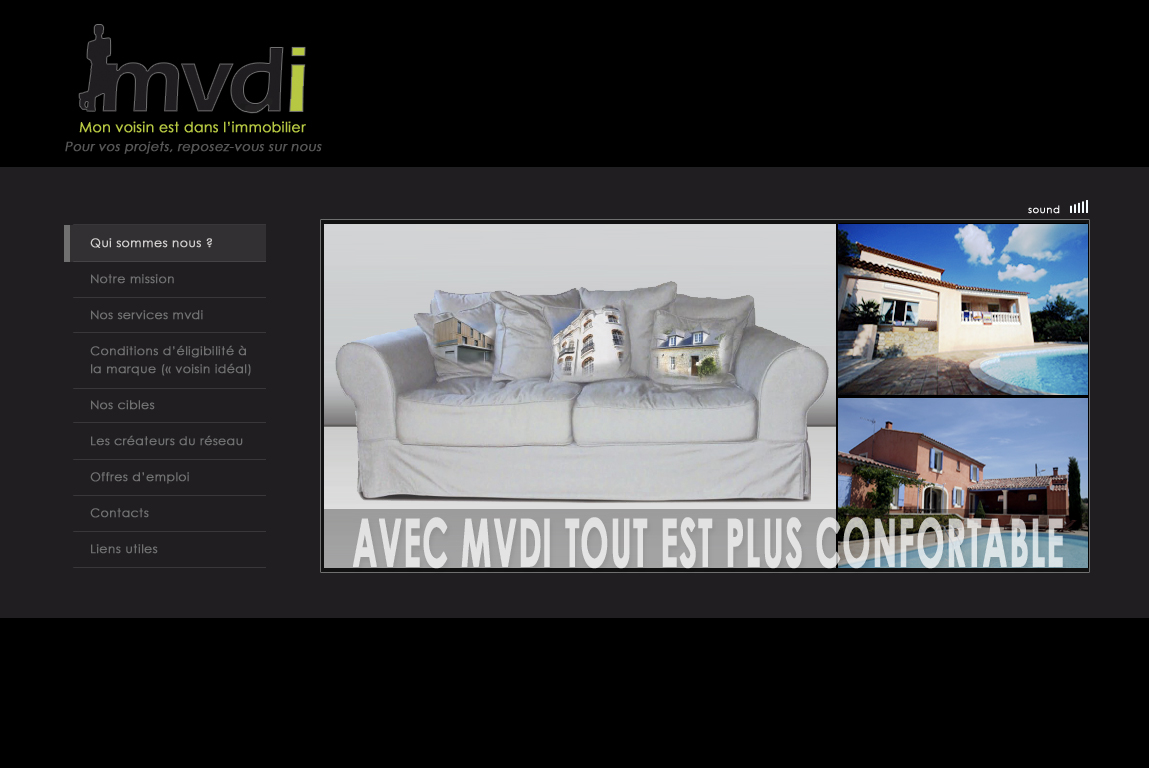 mvdi
Mon voisin est dans l'immobilier
Pour vos projets, reposez-vous sur nous
sound
Qui sommes nous ?
Notre mission
Nos services mvdi
Conditions d'éligibilité à
la marque (« voisin idéal)
Nos cibles
Les créateurs du réseau
Offres d'emploi
Contacts
Liens utiles
AVEC MVDI TOUT EST PLUS CONFORTABLE